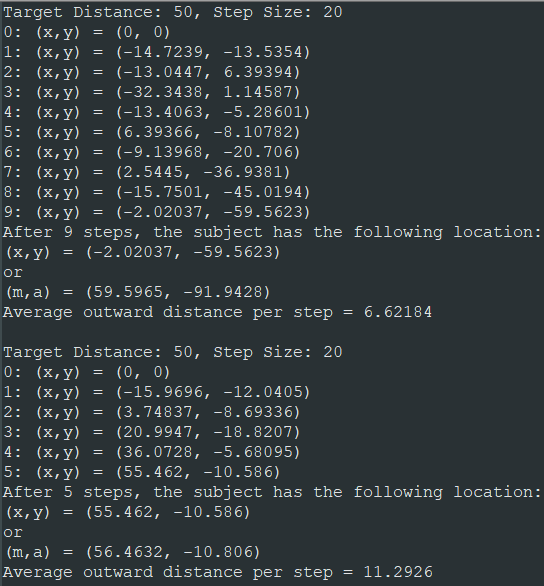 Target Distance: 50, Step Size: 20
0: (x,y) = (0, 0)
1: (x,y) = (-14.7239, -13.5354)
2: (x,y) = (-13.0447, 6.39394)
3: (x,y) = (-32.3438, 1.14587)
4: (x,y) = (-13.4063, -5.28601)
5: (x,y) = (6.39366, -8.10782)
6: (x,y) = (-9.13968, -20.706)
7: (x,y) = (2.5445, -36.9381)
8: (x,y) = (-15.7501, -45.0194)
9: (x,y) = (-2.02037, -59.5623)
After 9 steps, the subject has the following location:
(x,y) = (-2.02037, -59.5623)
or
(m,a) = (59.5965, -91.9428)
Average outward distance per step = 6.62184
Target Distance: 50, Step Size: 20
0: (x,y) = (0, 0)
1: (x,y) = (-15.9696, -12.0405)
2: (x,y) = (3.74837, -8.69336)
3: (x,y) = (20.9947, -18.8207)
4: (x,y) = (36.0728, -5.68095)
5: (x,y) = (55.462, -10.586)
After 5 steps, the subject has the following location:
(x,y) = (55.462, -10.586)
or
(m,a) = (56.4632, -10.806)
Average outward distance per step = 11.2926